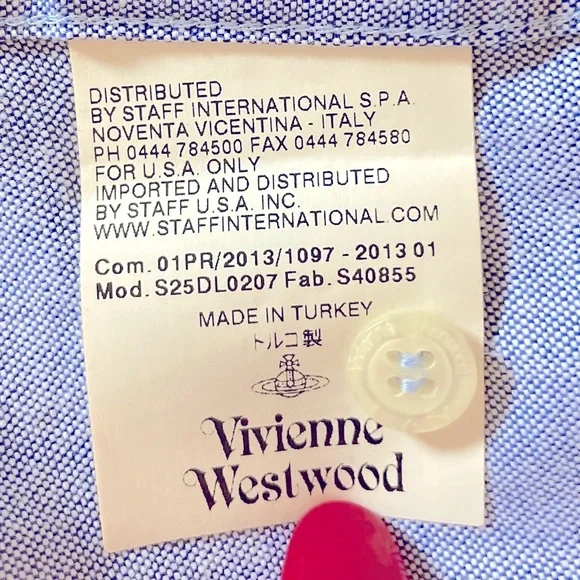 DISTRIBUTED
BY STAFF INTERNATIONAL S.P.A.
NOVENTA VICENTINA - ITALY
PH 0444 784500 FAX 0444 784580
FOR U.S.A. ONLY
IMPORTED AND DISTRIBUTED
BY STAFF U.S.A. INC.
WWW.STAFFINTERNATIONAL.COM
Com. 01PR/2013/1097 - 2013 01
Mod. S25DL0207 Fab. S40855
MADE IN TURKEY
トルコ製
Vivienne
Westwood